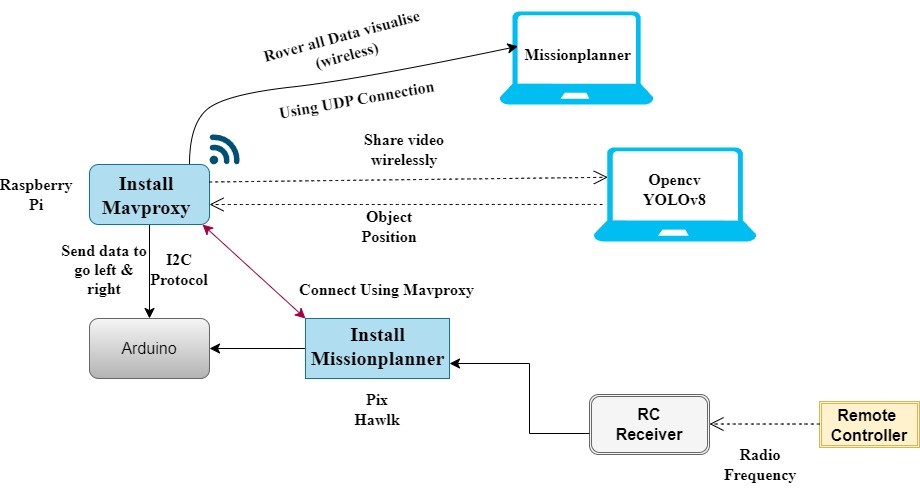 Rover all Data visualise
(wireless)
Using UDP Connection
Missionplanner
Share video
wirelessly
Raspberry
Pi
Install
Mavproxy
Opencv
YOLOv8
Object
Position
Send data to
go left &
right
I2C
Protocol
Connect Using Mavproxy
Arduino
Install
Missionplanner
Pix
Hawlk
RC
Receiver
Remote
Controller
Radio
Frequency